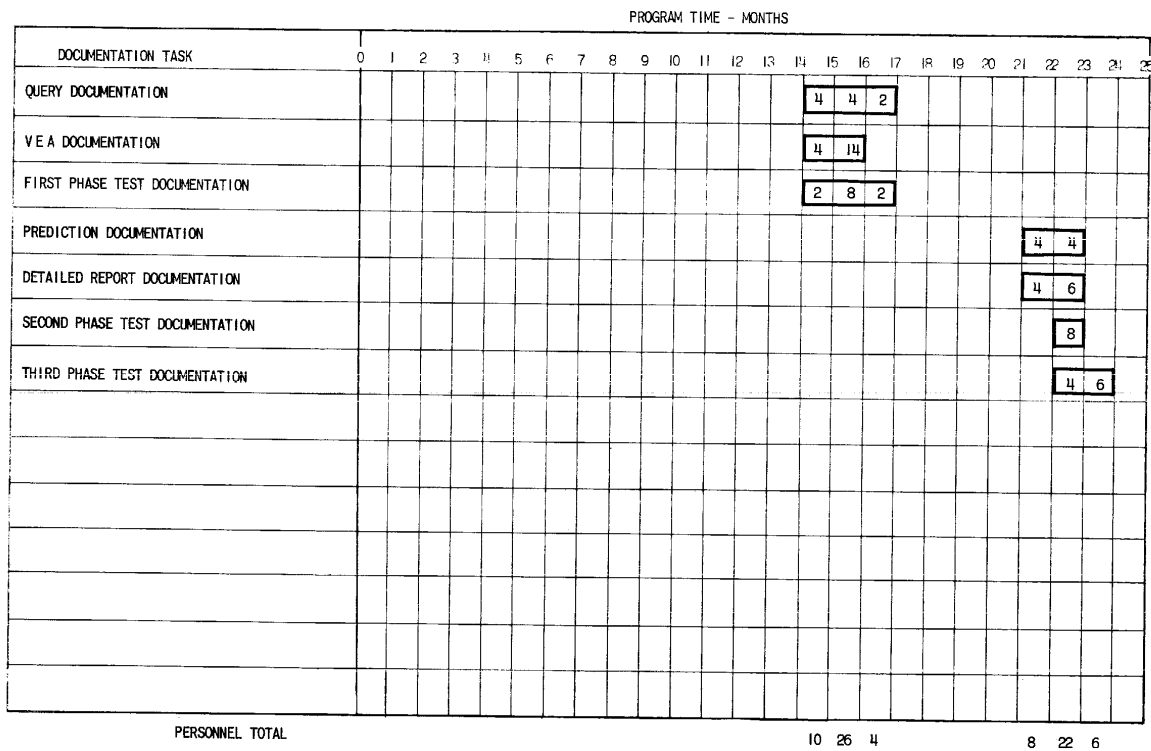 PROGRAM TIME - MONTHS
DOCUMENTATION TASK 0 1 2 3 4 5 6 7 8 9 10 11 12 13 14 15 16 17 18 19 20 21 22 23 24 25
QUERY DOCUMENTATION 4 4 2
V E A DOCUMENTATION 4 14
FIRST PHASE TEST DOCUMENTATION 2 8 2
PREDICTION DOCUMENTATION 4 4
DETAILED REPORT DOCUMENTATION 4 6
SECOND PHASE TEST DOCUMENTATION 8
THIRD PHASE TEST DOCUMENTATION 4 6
PERSONNEL TOTAL 10 26 4 8 22 6